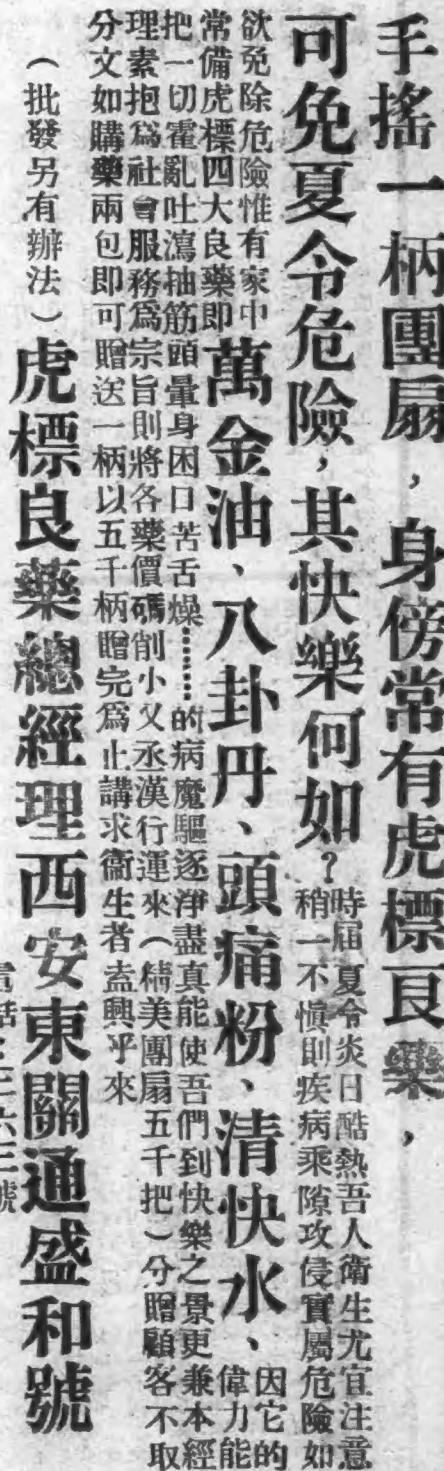 手搖一柄團扇，身傍常有虎標良藥，
可免夏令危險，其快樂何如？
時屆夏令炎日酷熱吾人衞生尤宜注意
稍一不愼則疾病乘隙攻侵實屬危險如
欲免除危險惟有家中
常備虎標四大良藥即
萬金油、八卦丹、頭痛粉、清快水、
因它的
偉力能
把一切霍亂吐瀉抽筋頭暈身困口苦舌燥………的病魔驅逐淨盡真能使吾們到快樂之景更兼本經
理素抱爲社會服務爲宗旨則將各藥價碼削小又承漢行運來（精美團扇五千把）分贈顧客不取
分文如購藥兩包即可贈送一柄以五千柄贈完爲止講求衞生者盍興乎來
（批發另有辦法）
虎標良藥總經理西安東關通盛和號